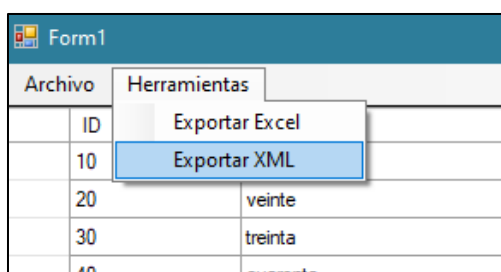 Form1
Archivo Herramientas
ID Exportar Excel
10 Exportar XML
20 veinte
30 treinta